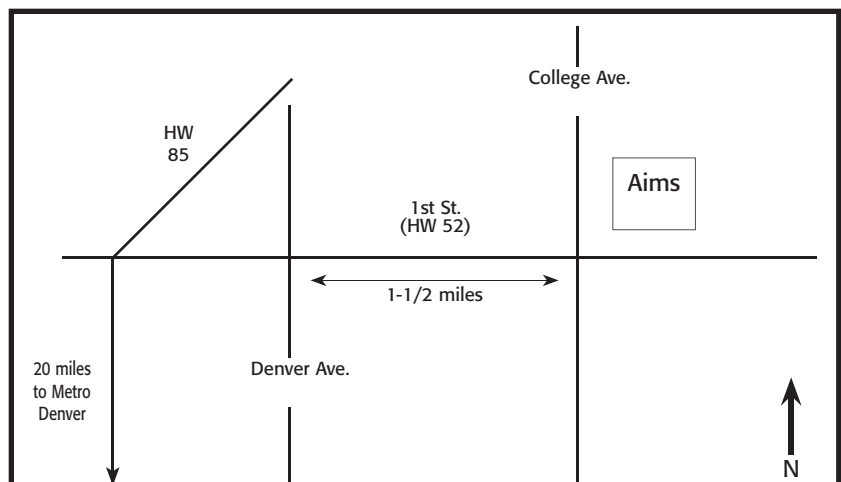 College Ave.
HW
85
Aims
1st St.
(HW 52)
1-1/2 miles
20 miles
to Metro
Denver
Denver Ave.
N